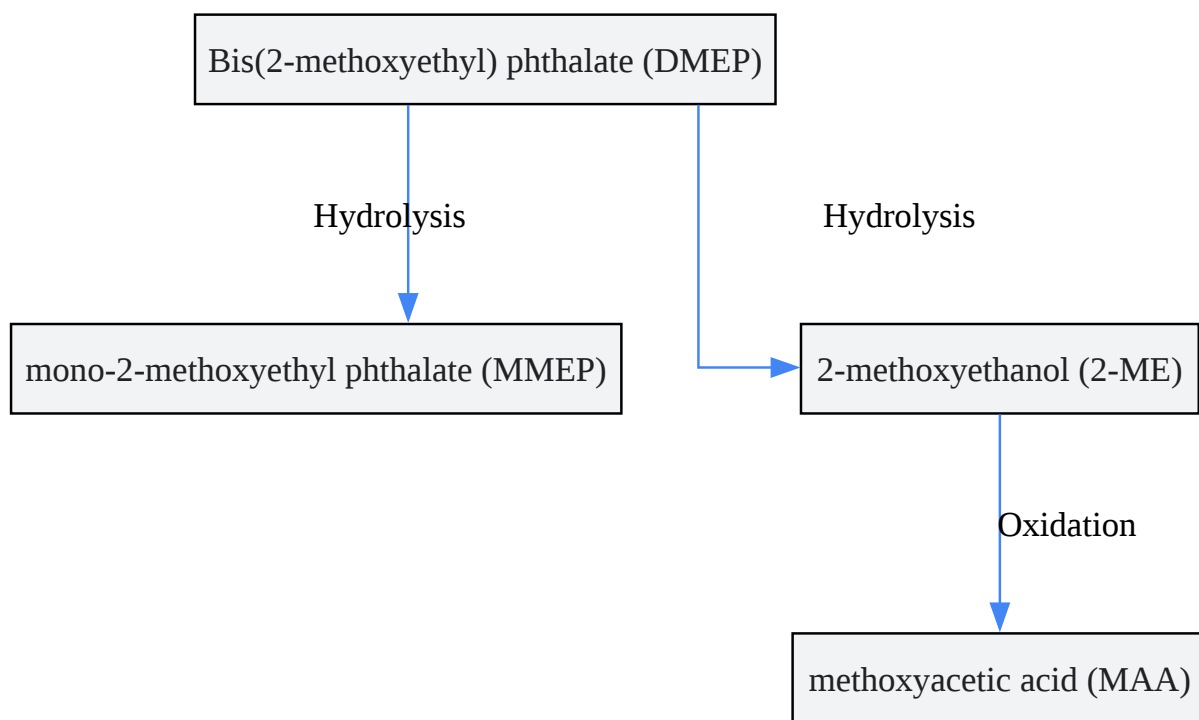 Bis(2-methoxyethyl) phthalate (DMEP)
Hydrolysis
Hydrolysis
mono-2-methoxyethyl phthalate (MMEP)
2-methoxyethanol (2-ME)
Oxidation
methoxyacetic acid (MAA)